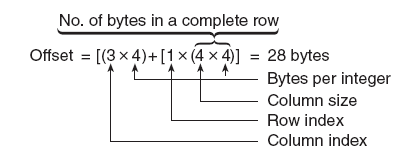 No. of bytes in a complete row
Offset = [(3 × 4)+[1×(4 × 4)] = 28 bytes
Bytes per integer
Column size
Row index
Column index